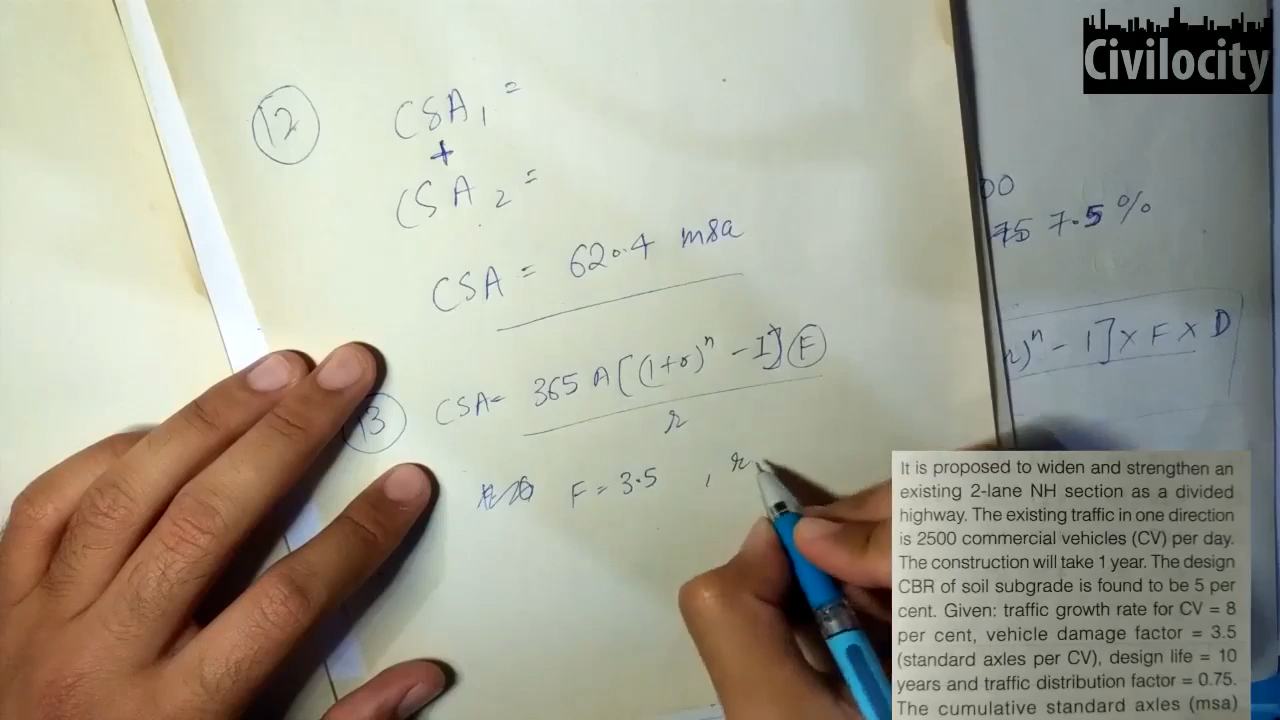 Civilocity
12
CSA1 =
+
CSA2 =
CSA = 620.4 msa
00
7.5 %
r)^n - 1] x F x D
13 CSA = 365 A [(1+r)^n - 1] F
r
F = 3.5 , r
It is proposed to widen and strengthen an
existing 2-lane NH section as a divided
highway. The existing traffic in one direction
is 2500 commercial vehicles (CV) per day.
The construction will take 1 year. The design
CBR of soil subgrade is found to be 5 per
cent. Given: traffic growth rate for CV = 8
per cent, vehicle damage factor = 3.5
(standard axles per CV), design life = 10
years and traffic distribution factor = 0.75.
The cumulative standard axles (msa)